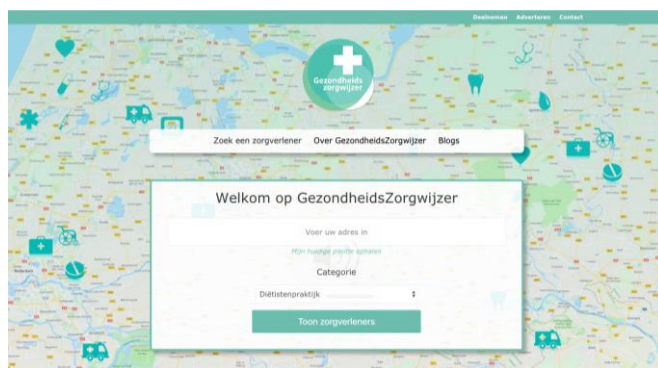 Deelnemen Adverteren Contact
Gezondheids
zorgwijzer
Zoek een zorgverlener Over GezondheidsZorgwijzer Blogs
Welkom op GezondheidsZorgwijzer
Voer uw adres in
Mijn huidige positie ophalen
Categorie
Diëtistenpraktijk
Toon zorgverleners